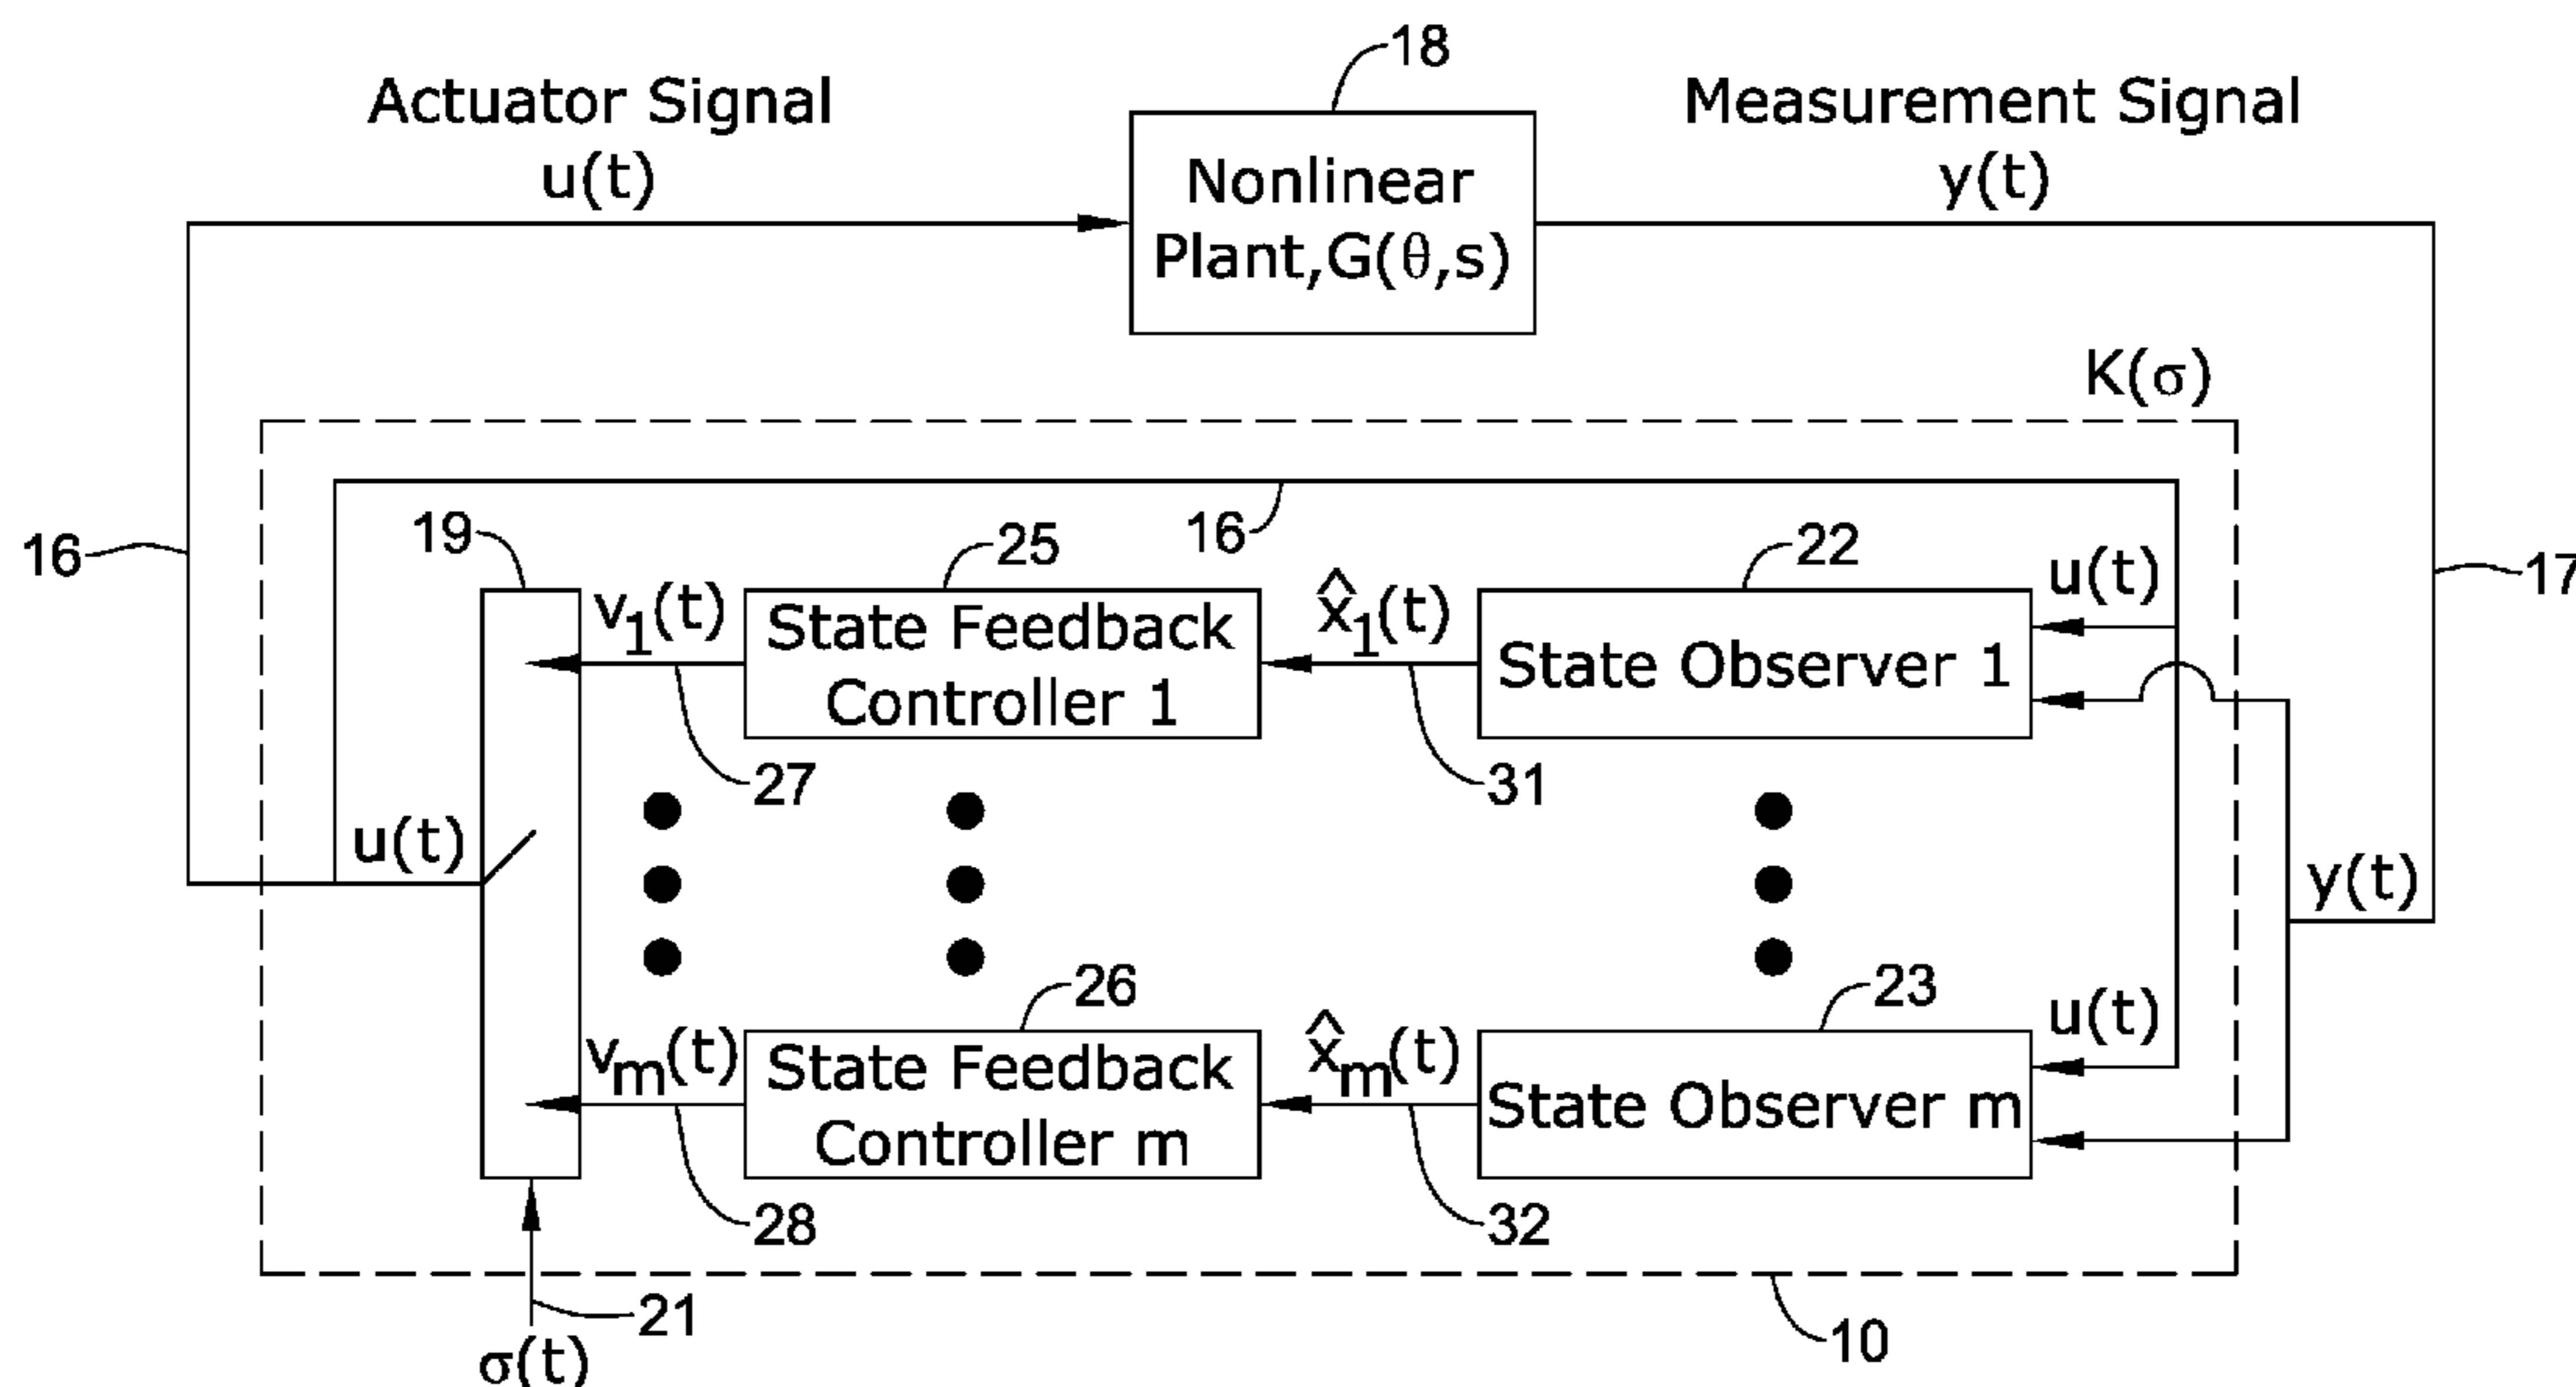 18
Actuator Signal
u(t)
Nonlinear
Plant,G(θ,s)
Measurement Signal
y(t)
K(σ)
16
19
25
16
22
17
v1(t)
State Feedback
Controller 1
x̂1(t)
State Observer 1
u(t)
27
31
u(t)
y(t)
26
23
vm(t)
State Feedback
Controller m
x̂m(t)
State Observer m
u(t)
28
32
21
σ(t)
10